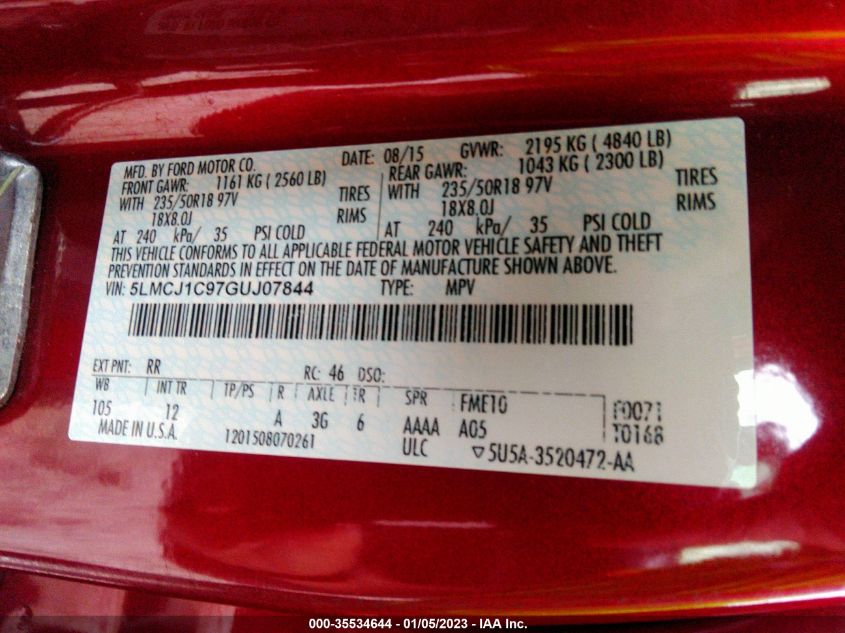 MFD. BY FORD MOTOR CO. DATE: 08/15 GVWR: 2195 KG ( 4840 LB)
FRONT GAWR: 1161 KG ( 2560 LB) REAR GAWR: 1043 KG ( 2300 LB)
WITH 235/50R18 97V TIRES WITH 235/50R18 97V TIRES
18X8.0J RIMS 18X8.0J RIMS
AT 240 kPa/ 35 PSI COLD AT 240 kPa/ 35 PSI COLD
THIS VEHICLE CONFORMS TO ALL APPLICABLE FEDERAL MOTOR VEHICLE SAFETY AND THEFT
PREVENTION STANDARDS IN EFFECT ON THE DATE OF MANUFACTURE SHOWN ABOVE.
VIN: 5LMCJ1C97GUJ07844 TYPE: MPV
EXT PNT: RR RC: 46 DSO:
WB INT TR TP/PS R AXLE TR SPR FME10 F0071
105 12 A 3G 6 AAAA A05 T0168
MADE IN U.S.A. 1201508070261 ULC ▽5U5A-3520472-AA
000-35534644 — 01/05/2023 — IAA Inc.